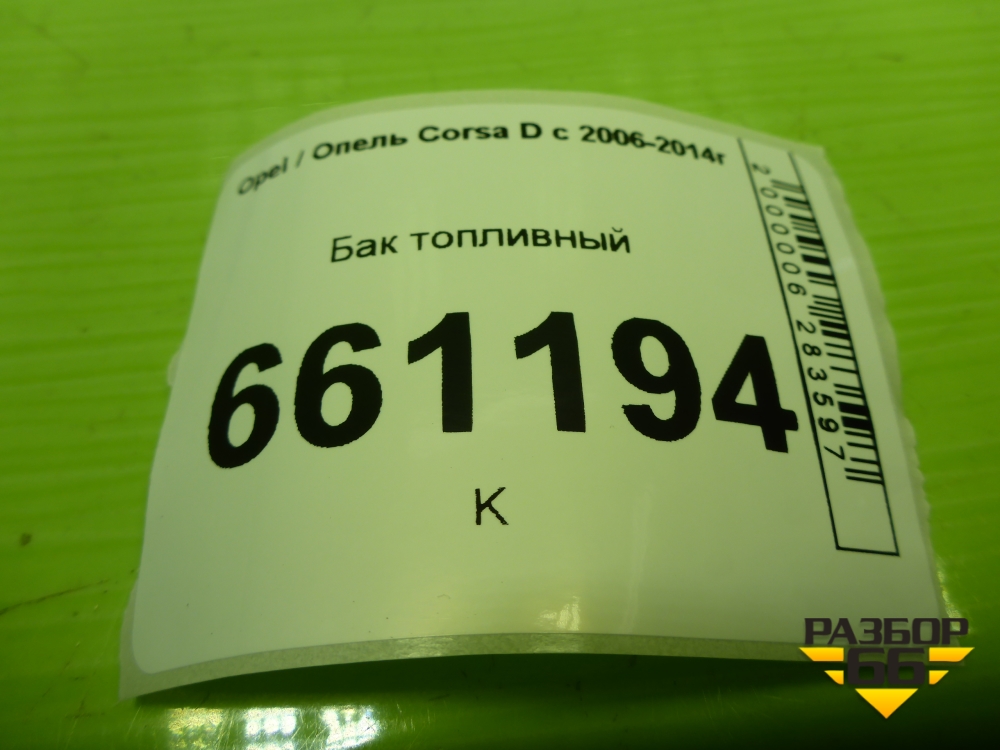 Opel / Опель Corsa D с 2006-2014г
Бак топливный
661194
К
2000006283597
РАЗБОР
66